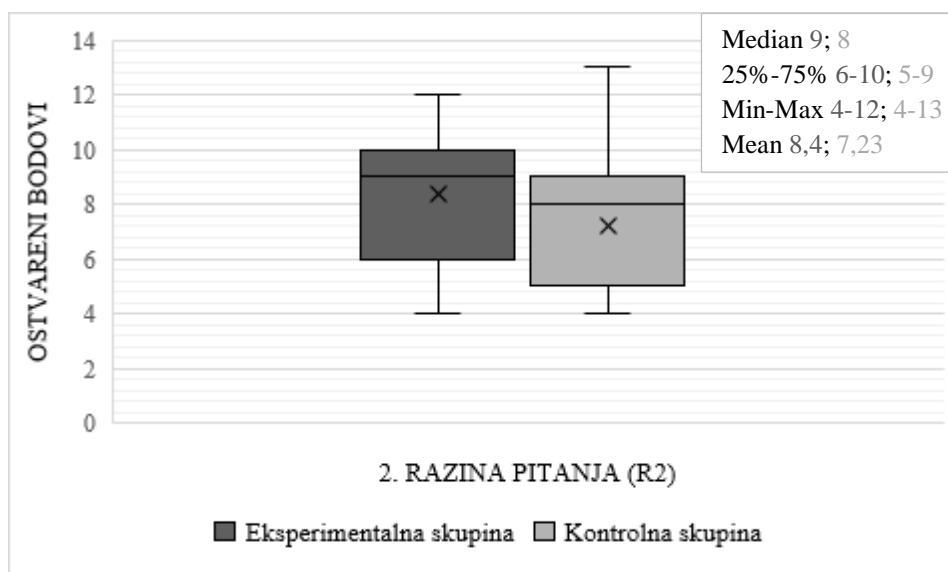 Median 9; 8
25%-75% 6-10; 5-9
Min-Max 4-12; 4-13
Mean 8,4; 7,23
OSTVARENI BODOVI
14
12
10
8
6
4
2
0
2. RAZINA PITANJA (R2)
Eksperimentalna skupina Kontrolna skupina